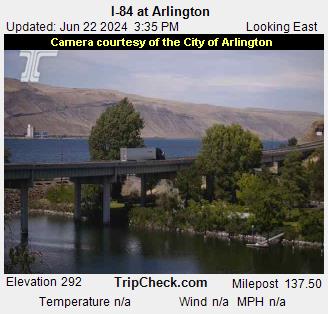 I-84 at Arlington
Updated: Jun 22 2024 3:35 PM Looking East
Camera courtesy of the City of Arlington
Elevation 292 TripCheck.com Milepost 137.50
Temperature n/a Wind n/a MPH n/a